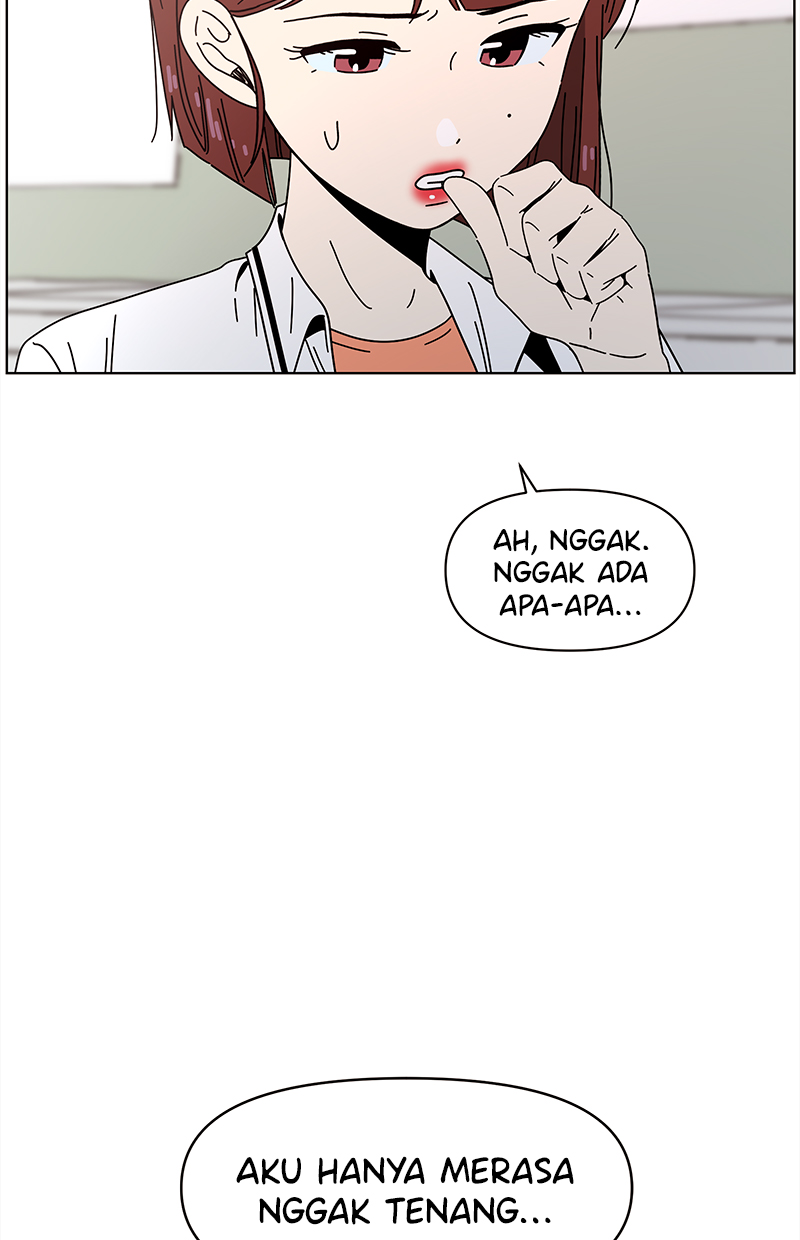 AH, NGGAK.
NGGAK ADA
APA-APA...
AKU HANYA MERASA
NGGAK TENANG...